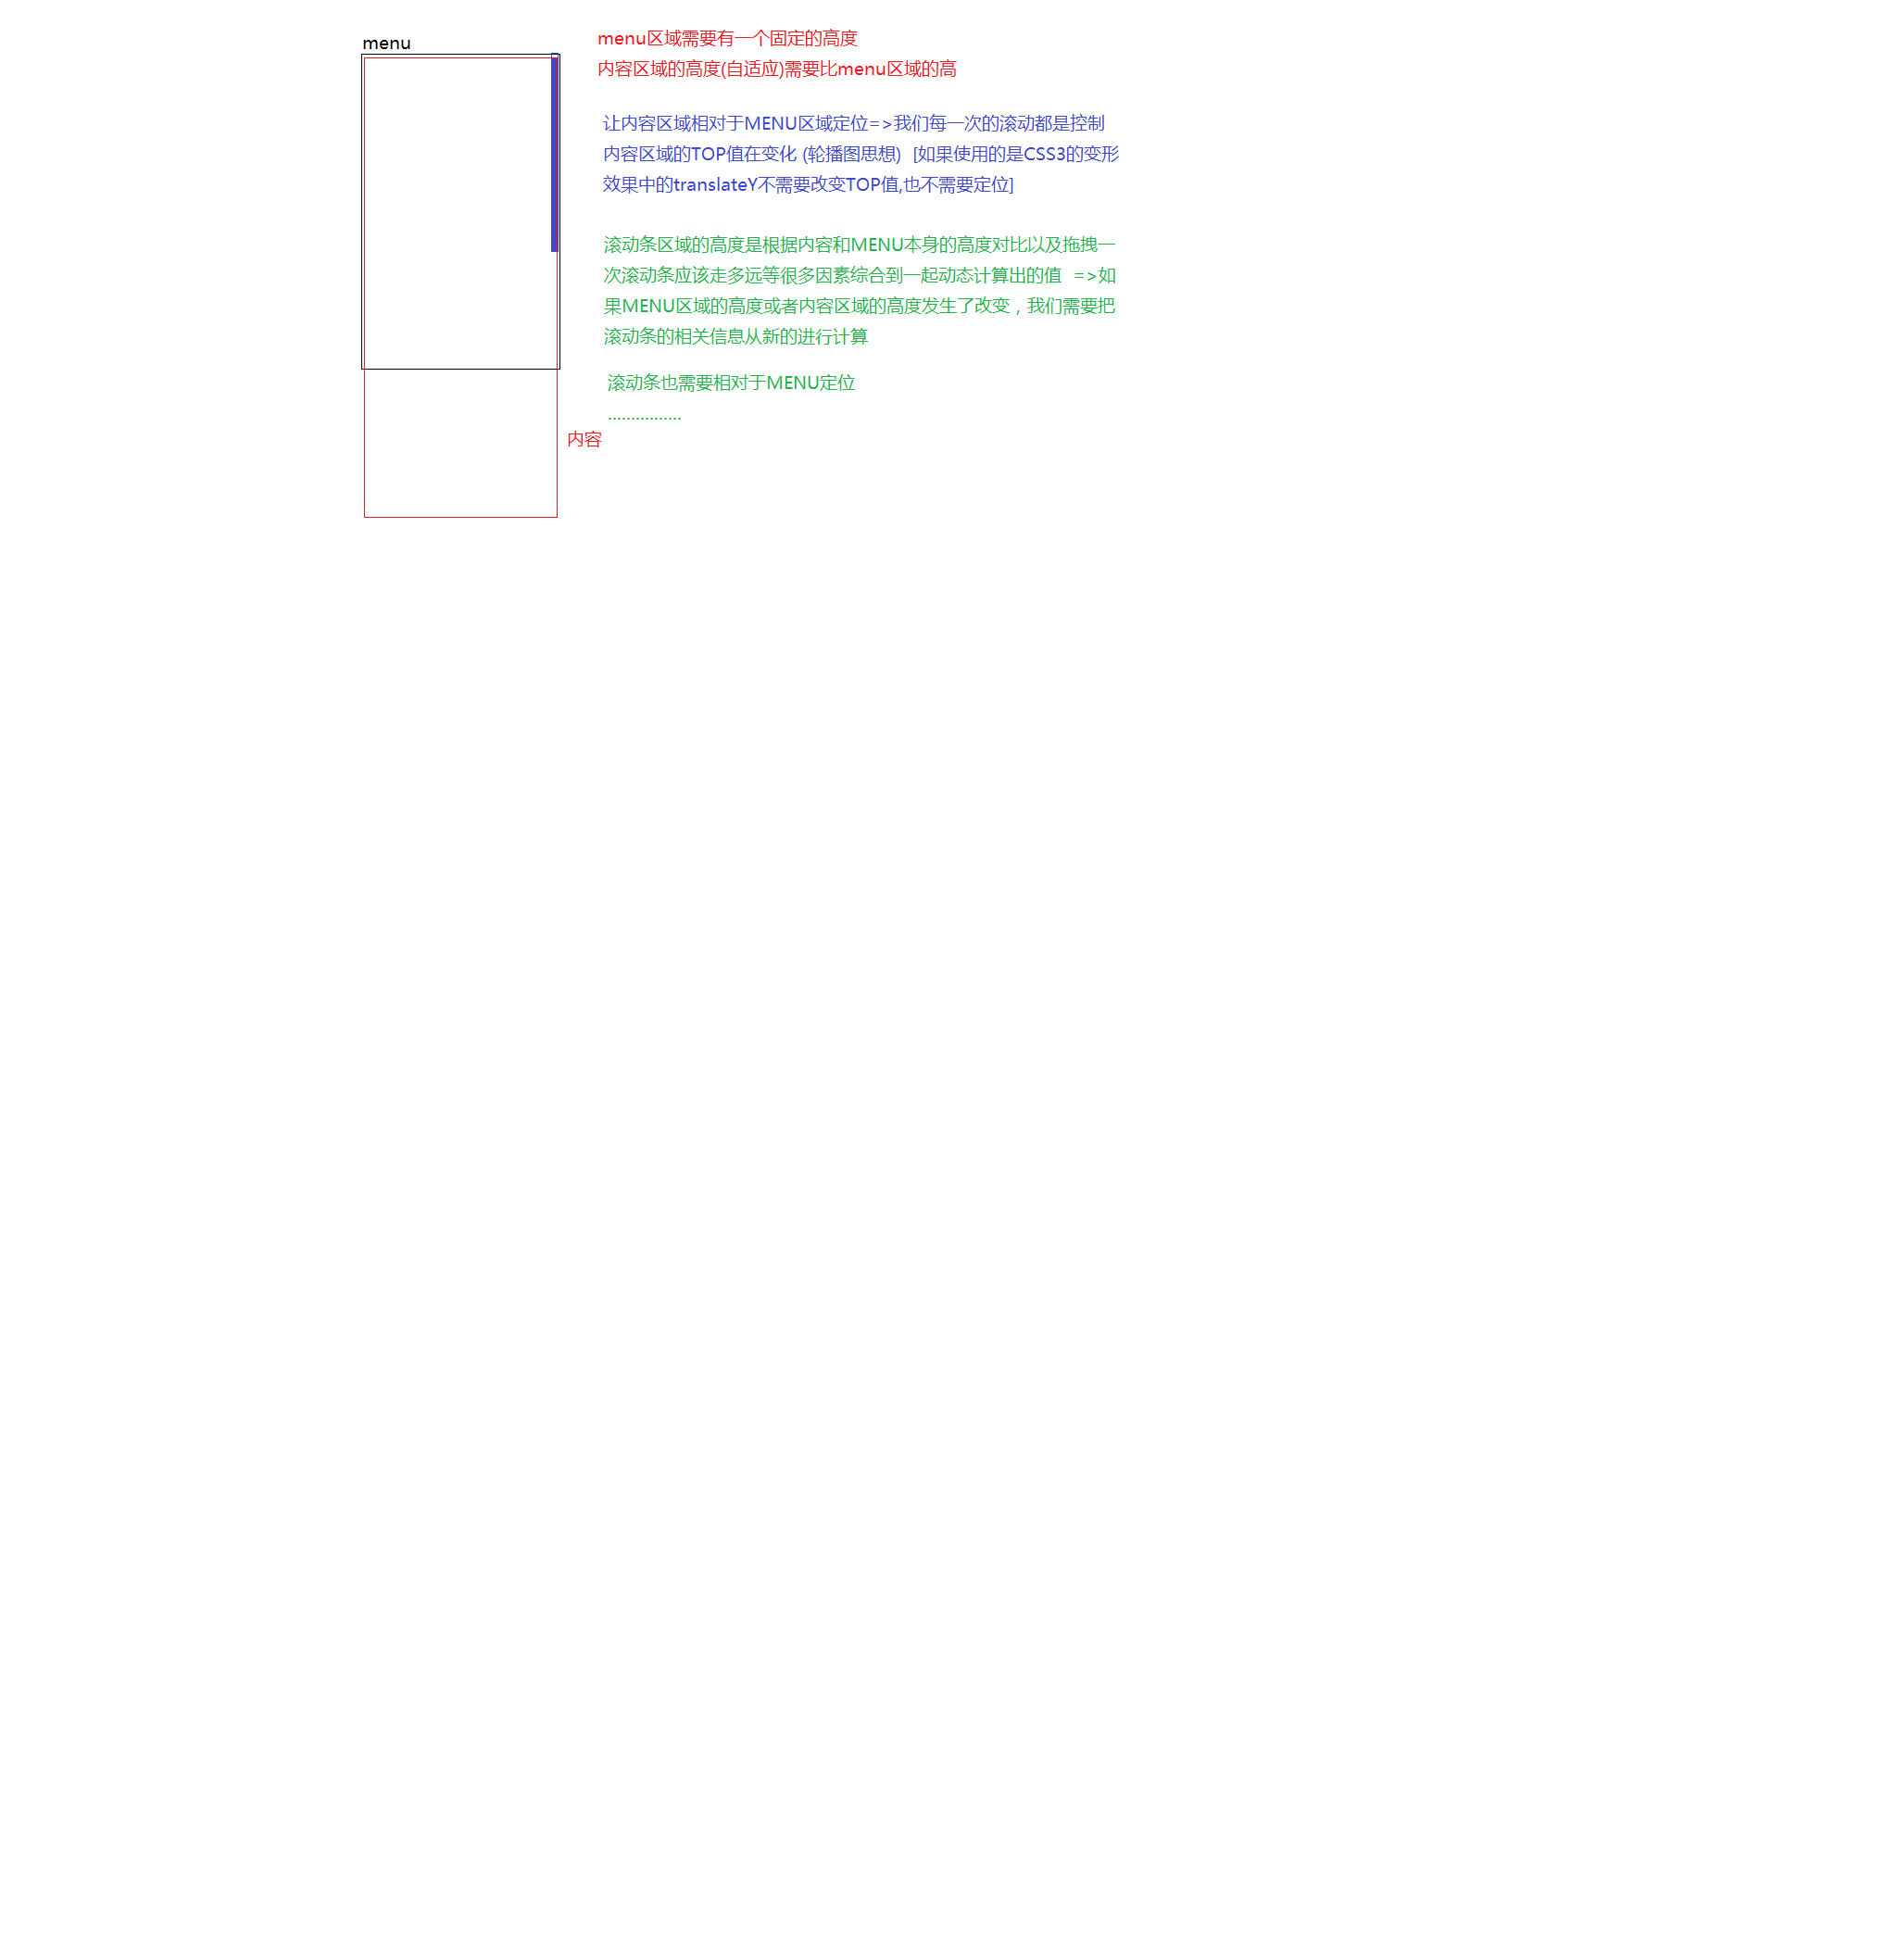 menu
menu区域需要有一个固定的高度
内容区域的高度(自适应)需要比menu区域的高
让内容区域相对于MENU区域定位=>我们每一次的滚动都是控制
内容区域的TOP值在变化 (轮播图思想)  [如果使用的是CSS3的变形
效果中的translateY不需要改变TOP值,也不需要定位]
滚动条区域的高度是根据内容和MENU本身的高度对比以及拖拽一
次滚动条应该走多远等很多因素综合到一起动态计算出的值  =>如
果MENU区域的高度或者内容区域的高度发生了改变，我们需要把
滚动条的相关信息从新的进行计算
滚动条也需要相对于MENU定位
................
内容